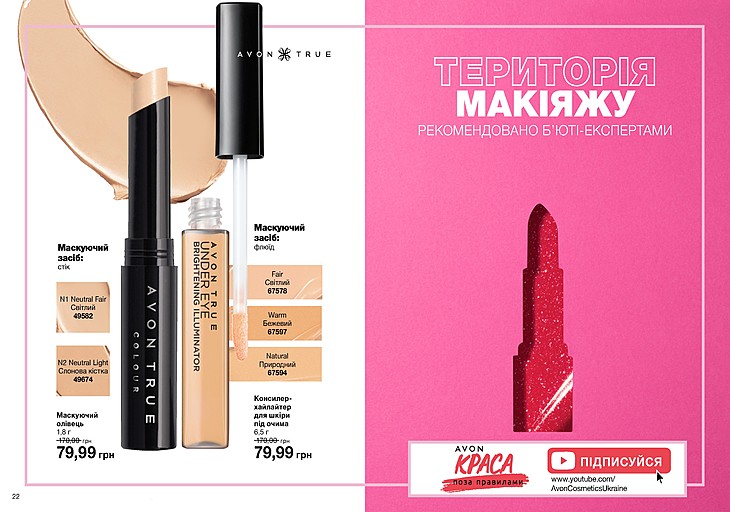 AVON TRUE
Маскуючий
засіб:
стік
N1 Neutral Fair
Світлий
49582
N2 Neutral Light
Слонова кістка
49674
Маскуючий
олівець
1,8 г
170,00 грн
79,99 грн
AVON TRUE
COLOUR
AVON TRUE
UNDER EYE
BRIGHTENING ILLUMINATOR
Маскуючий
засіб:
флюїд
Fair
Світлий
67578
Warm
Бежевий
67597
Natural
Природний
67594
Консилер-
хайлайтер
для шкіри
під очима
6,5 г
170,00 грн
79,99 грн
22
ТЕРИТОРІЯ
МАКІЯЖУ
РЕКОМЕНДОВАНО Б'ЮТІ-ЕКСПЕРТАМИ
AVON
КРАСА
поза правилами
ПІДПИСУЙСЯ
www.youtube.com/
AvonCosmeticsUkraine